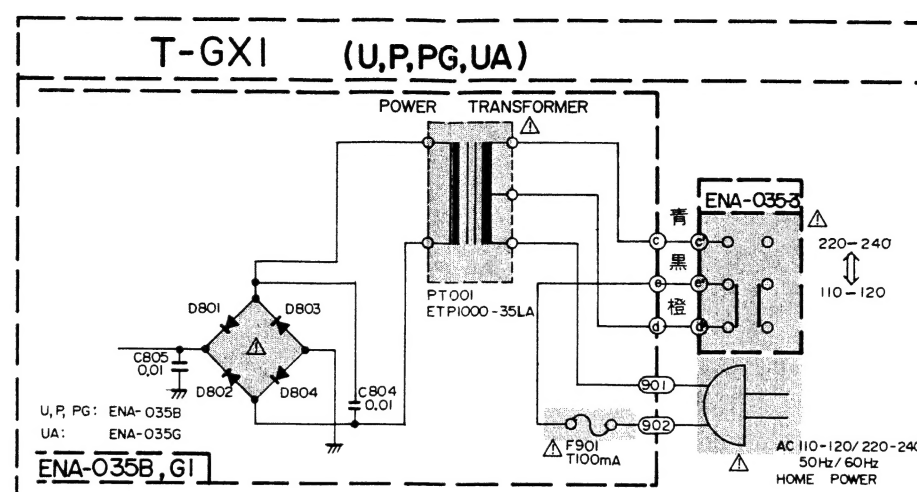 T-GX1 (U,P,PG,UA)
POWER TRANSFORMER
ENA-035-3
青
c c'
220-240
黒
e e'
110-120
橙
d
PT001
ETP1000-35LA
D801 D803
C805
0.01
D802 D804
C804
0.01
901
902
U, P, PG: ENA-035B
UA: ENA-035G
F901
T100mA
AC 110-120/220-240
50Hz/60Hz
HOME POWER
ENA-035B, G1